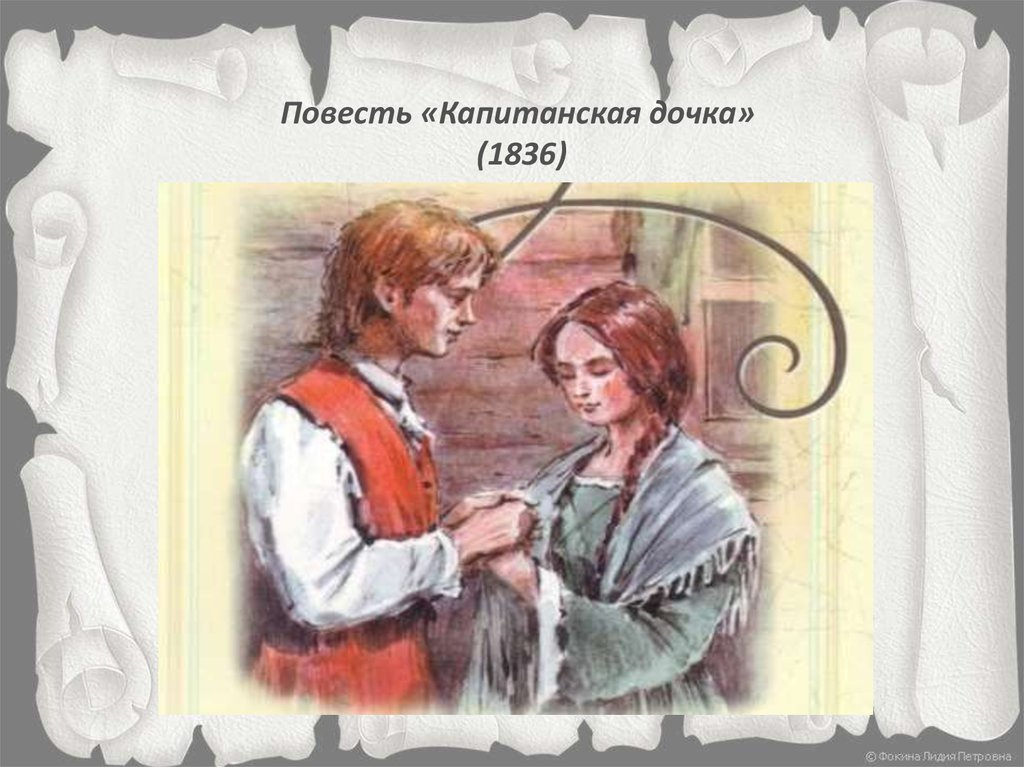 Повесть «Капитанская дочка»
(1836)
© Фокина Лидия Петровна